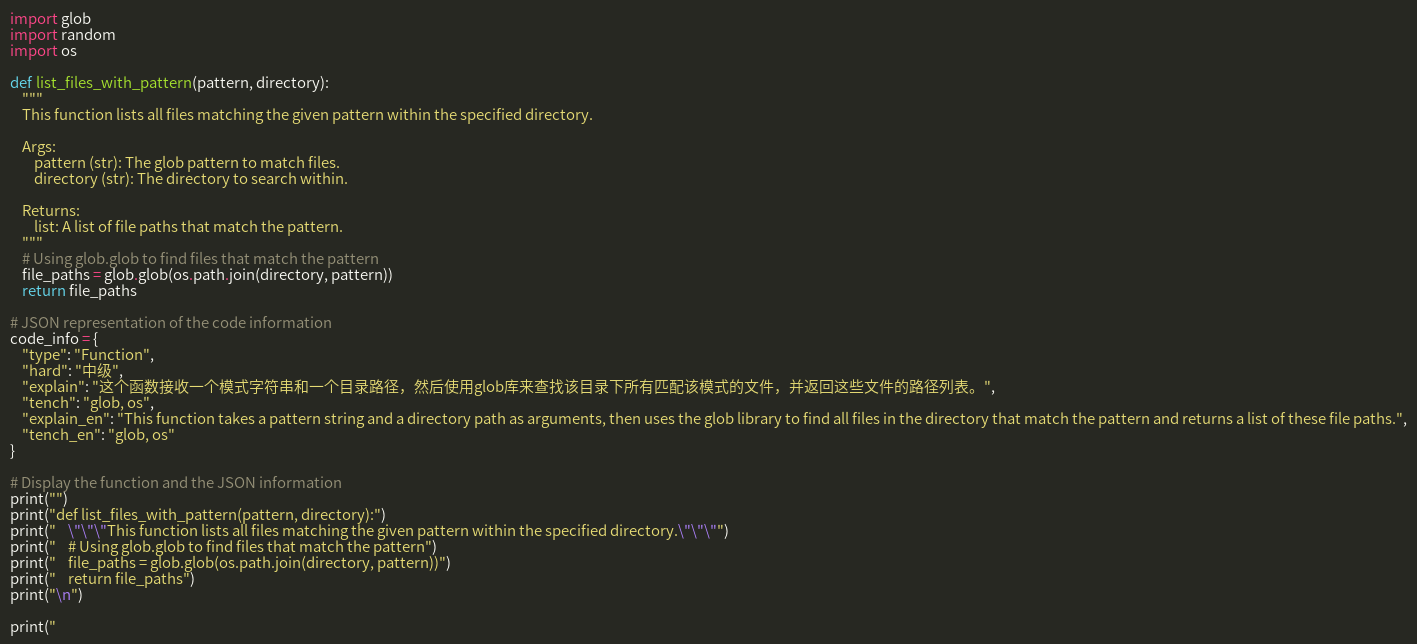 import glob
import random
import os

def list_files_with_pattern(pattern, directory):
    """
    This function lists all files matching the given pattern within the specified directory.

    Args:
        pattern (str): The glob pattern to match files.
        directory (str): The directory to search within.

    Returns:
        list: A list of file paths that match the pattern.
    """
    # Using glob.glob to find files that match the pattern
    file_paths = glob.glob(os.path.join(directory, pattern))
    return file_paths

# JSON representation of the code information
code_info = {
    "type": "Function",
    "hard": "中级",
    "explain": "这个函数接收一个模式字符串和一个目录路径，然后使用glob库来查找该目录下所有匹配该模式的文件，并返回这些文件的路径列表。",
    "tench": "glob, os",
    "explain_en": "This function takes a pattern string and a directory path as arguments, then uses the glob library to find all files in the directory that match the pattern and returns a list of these file paths.",
    "tench_en": "glob, os"
}

# Display the function and the JSON information
print("")
print("def list_files_with_pattern(pattern, directory):")
print("    \"\"\"This function lists all files matching the given pattern within the specified directory.\"\"\"")
print("    # Using glob.glob to find files that match the pattern")
print("    file_paths = glob.glob(os.path.join(directory, pattern))")
print("    return file_paths")
print("\n")

print("